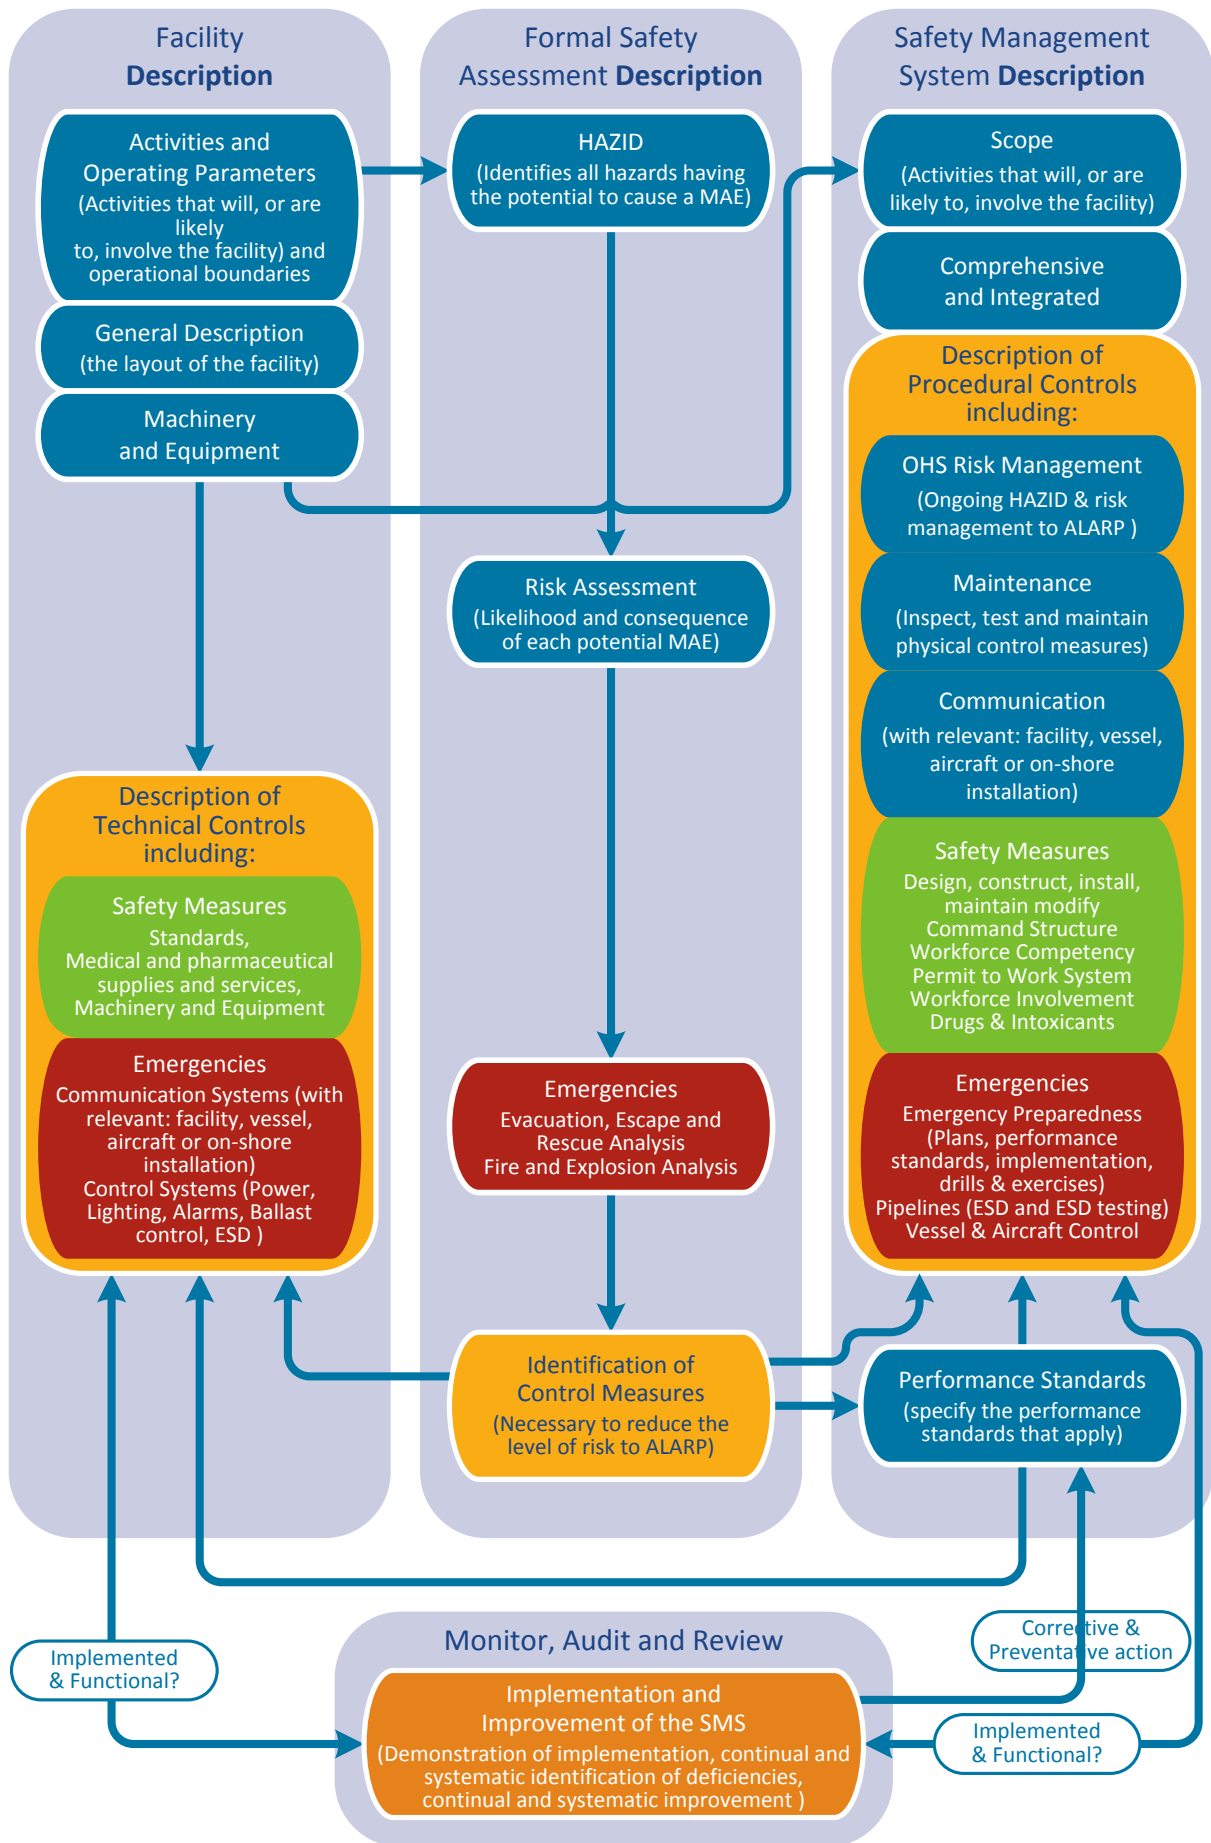 Facility
Description
Activities and
Operating Parameters
(Activities that will, or are
likely
to, involve the facility) and
operational boundaries
General Description
(the layout of the facility)
Machinery
and Equipment
Description of
Technical Controls
including:
Safety Measures
Standards,
Medical and pharmaceutical
supplies and services,
Machinery and Equipment
Emergencies
Communication Systems (with
relevant: facility, vessel,
aircraft or on-shore
installation)
Control Systems (Power,
Lighting, Alarms, Ballast
control, ESD )
Formal Safety
Assessment Description
HAZID
(Identifies all hazards having
the potential to cause a MAE)
Risk Assessment
(Likelihood and consequence
of each potential MAE)
Emergencies
Evacuation, Escape and
Rescue Analysis
Fire and Explosion Analysis
Identification of
Control Measures
(Necessary to reduce the
level of risk to ALARP)
Safety Management
System Description
Scope
(Activities that will, or are
likely to, involve the facility)
Comprehensive
and Integrated
Description of
Procedural Controls
including:
OHS Risk Management
(Ongoing HAZID & risk
management to ALARP )
Maintenance
(Inspect, test and maintain
physical control measures)
Communication
(with relevant: facility, vessel,
aircraft or on-shore
installation)
Safety Measures
Design, construct, install,
maintain modify
Command Structure
Workforce Competency
Permit to Work System
Workforce Involvement
Drugs & Intoxicants
Emergencies
Emergency Preparedness
(Plans, performance
standards, implementation,
drills & exercises)
Pipelines (ESD and ESD testing)
Vessel & Aircraft Control
Performance Standards
(specify the performance
standards that apply)
Implemented
& Functional?
Monitor, Audit and Review
Implementation and
Improvement of the SMS
(Demonstration of implementation, continual and
systematic identification of deficiencies,
continual and systematic improvement )
Corrective &
Preventative action
Implemented
& Functional?